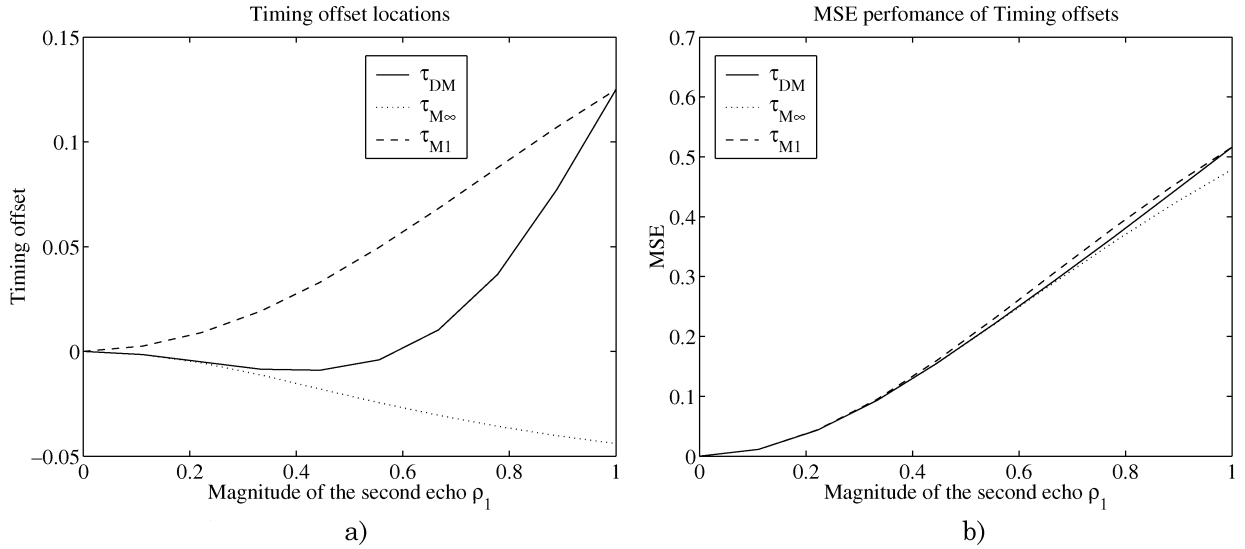 Timing offset locations
0.15
0.1
0.05
0
−0.05
Timing offset
τDM
τM∞
τM1
0 0.2 0.4 0.6 0.8 1
Magnitude of the second echo ρ1
a)
MSE perfomance of Timing offsets
0.7
0.6
0.5
0.4
0.3
0.2
0.1
0
MSE
τDM
τM∞
τM1
0 0.2 0.4 0.6 0.8 1
Magnitude of the second echo ρ1
b)